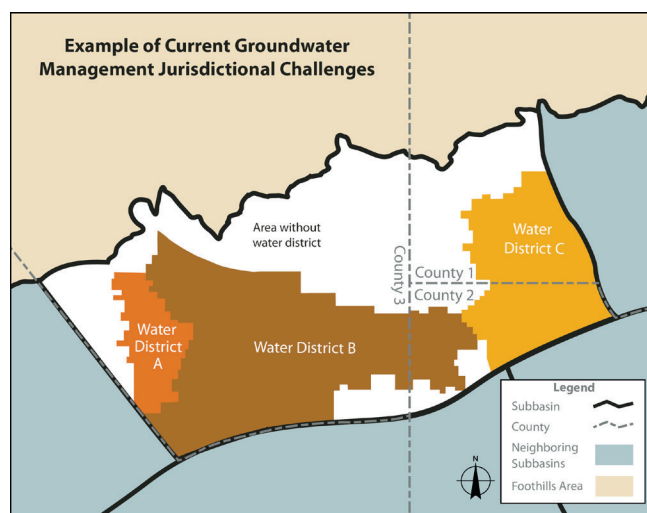 Example of Current Groundwater
Management Jurisdictional Challenges
Area without
water district
Water
District C
County 3
County 1
County 2
Water
District
A
Water District B
N
Legend
Subbasin
County
Neighboring
Subbasins
Foothills Area